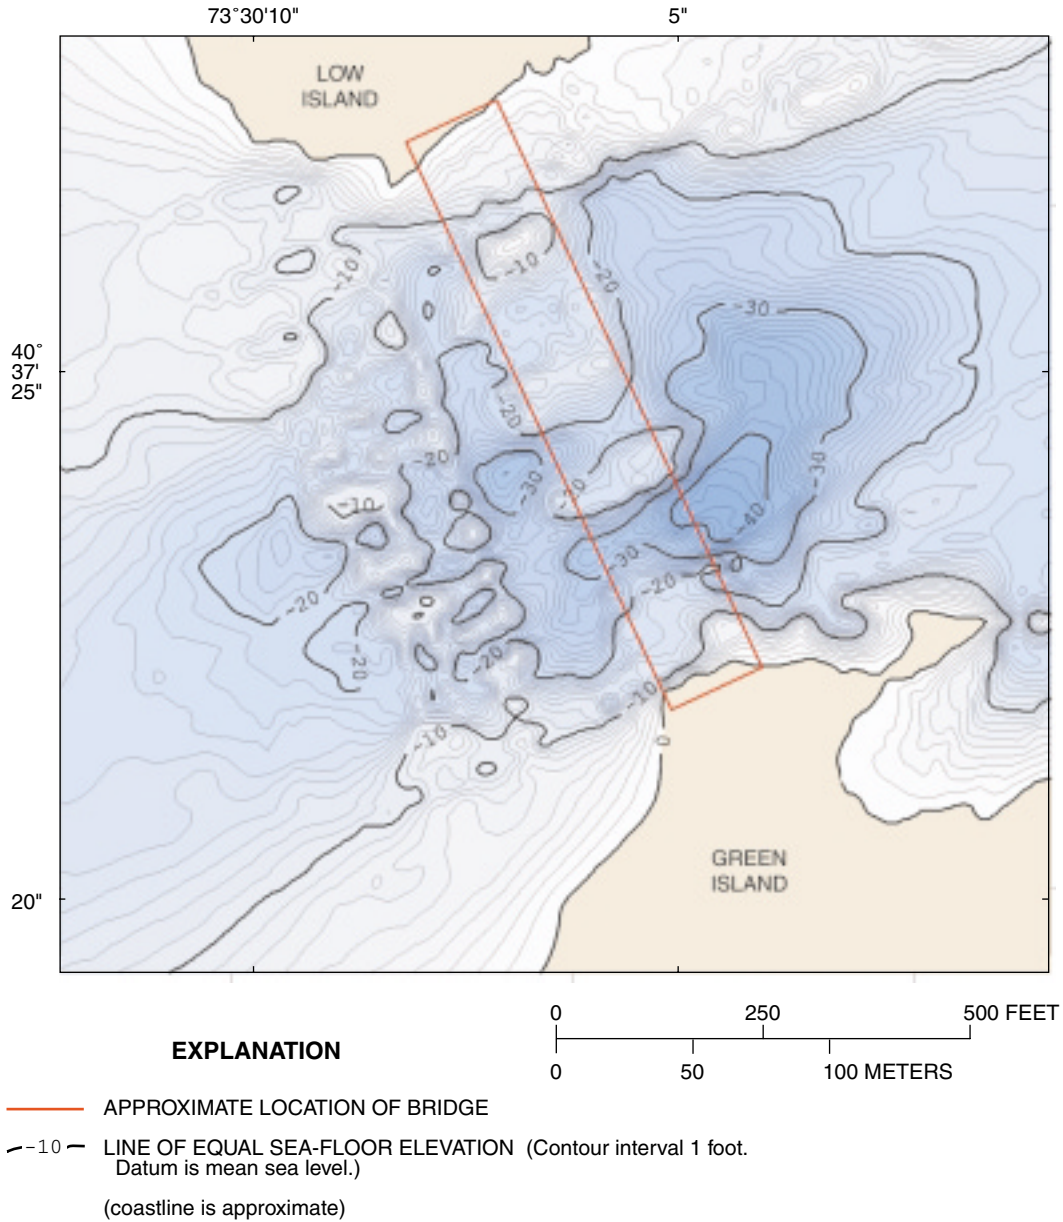 73°30'10" 5"
LOW
ISLAND
-10
-10
-20
-30
40°
37'
25"
-20
-20
-30
-30
-10
-40
-30
-20
-20
-20
-20
-10
-10
0
GREEN
ISLAND
20"
0 250 500 FEET
0 50 100 METERS
EXPLANATION
APPROXIMATE LOCATION OF BRIDGE
-10 LINE OF EQUAL SEA-FLOOR ELEVATION (Contour interval 1 foot.
Datum is mean sea level.)
(coastline is approximate)